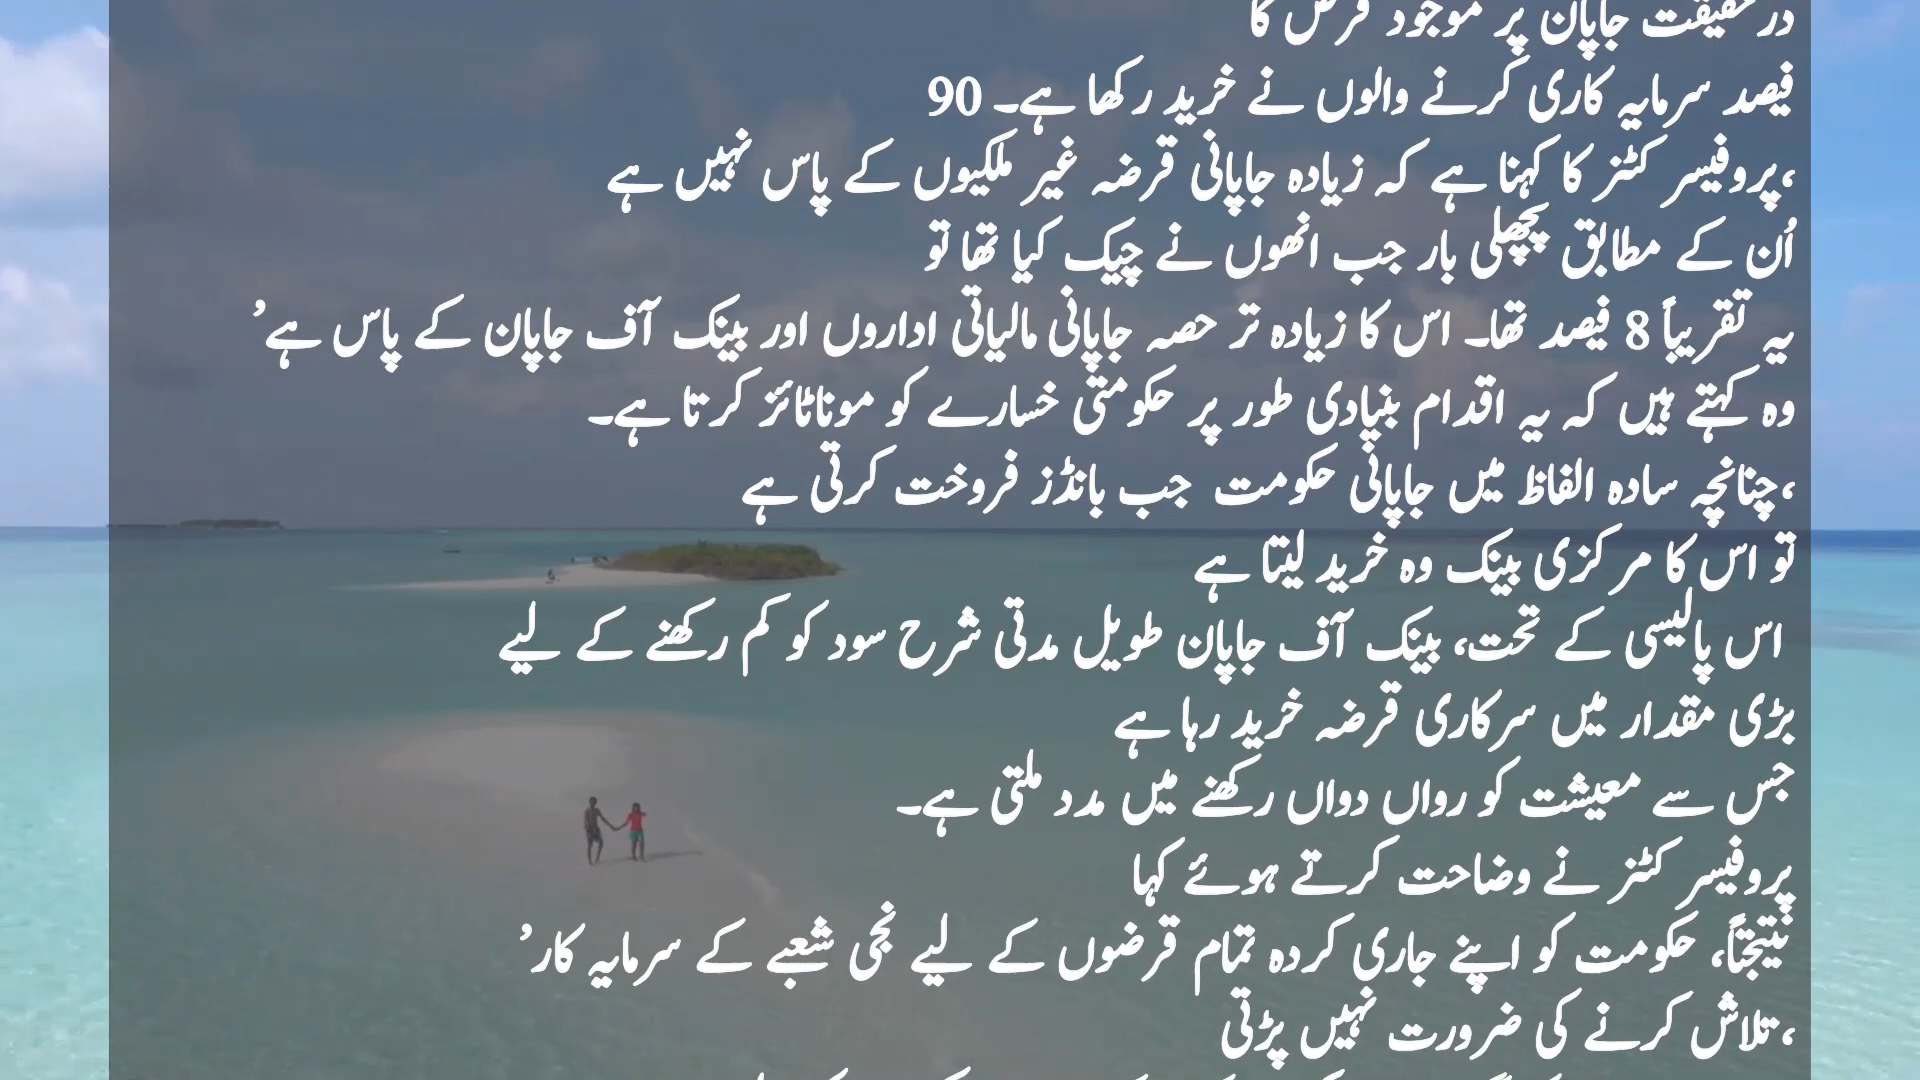 درحقیقت جاپان پر موجود قرض کا
فیصد سرمایہ کاری کرنے والوں نے خرید رکھا ہے۔ 90
،پروفیسر کٹنز کا کہنا ہے کہ زیادہ جاپانی قرضہ غیر ملکیوں کے پاس نہیں ہے
اُن کے مطابق پچھلی بار جب انھوں نے چیک کیا تھا تو
یہ تقریباً 8 فیصد تھا۔ اس کا زیادہ تر حصہ جاپانی مالیاتی اداروں اور بینک آف جاپان کے پاس ہے’
وہ کہتے ہیں کہ یہ اقدام بنیادی طور پر حکومتی خسارے کو موناٹائز کرتا ہے۔
،چنانچہ سادہ الفاظ میں جاپانی حکومت جب بانڈز فروخت کرتی ہے
تو اس کا مرکزی بینک وہ خرید لیتا ہے
اس پالیسی کے تحت، بینک آف جاپان طویل مدتی شرح سود کو کم رکھنے کے لیے
بڑی مقدار میں سرکاری قرضہ خرید رہا ہے
جس سے معیشت کو رواں دواں رکھنے میں مدد ملتی ہے۔
پروفیسر کٹنز نے وضاحت کرتے ہوئے کہا
نتیجتاً، حکومت کو اپنے جاری کردہ تمام قرضوں کے لیے نجی شعبے کے سرمایہ کار’
،تلاش کرنے کی ضرورت نہیں پڑتی